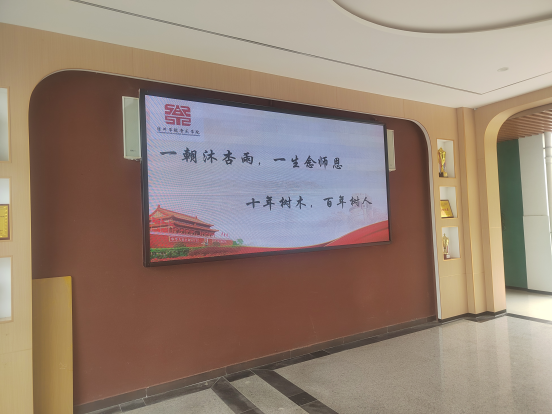 一朝沐杏雨，一生念师恩
十年树木，百年树人